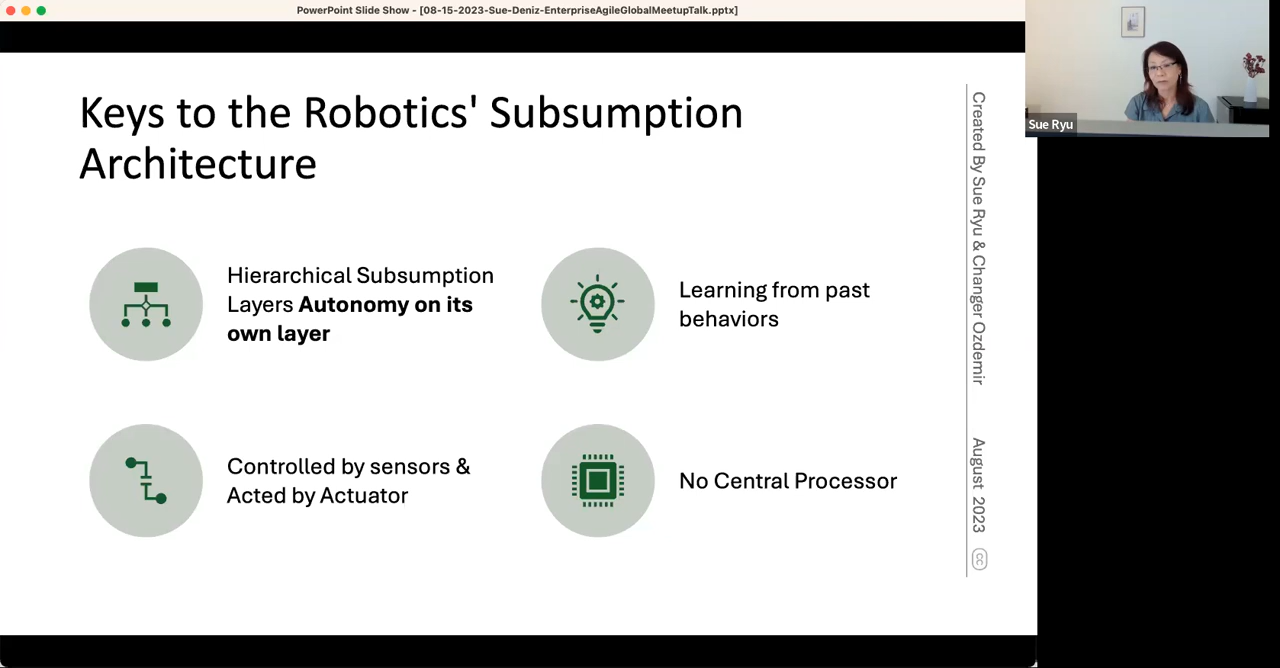 PowerPoint Slide Show - [08-15-2023-Sue-Deniz-EnterpriseAgileGlobalMeetupTalk.pptx]
Keys to the Robotics' Subsumption
Architecture
Hierarchical Subsumption
Layers Autonomy on its
own layer
Learning from past
behaviors
Controlled by sensors &
Acted by Actuator
No Central Processor
Created By Sue Ryu & Changer Ozdemir
August 2023
cc
Sue Ryu